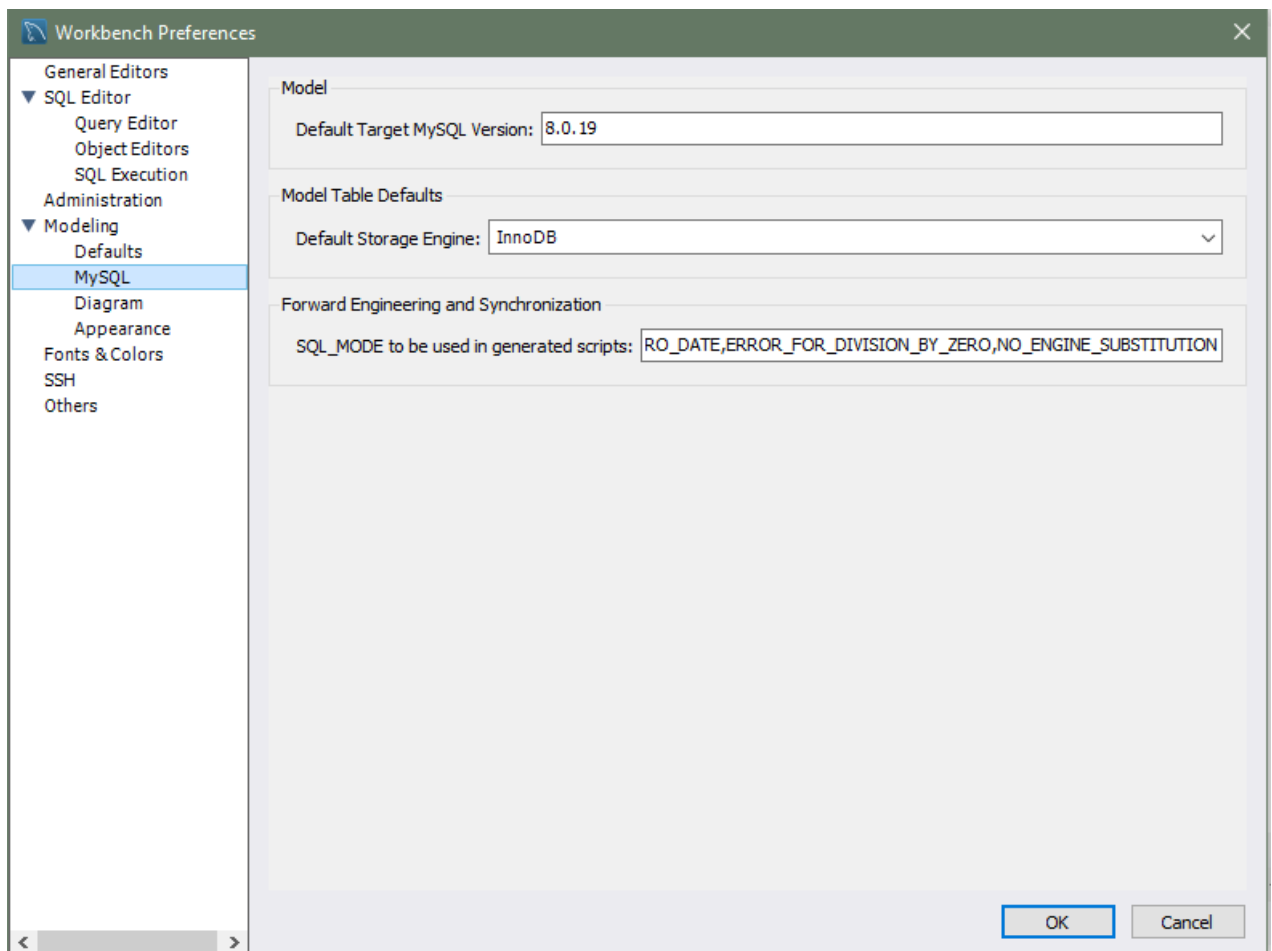 Workbench Preferences
General Editors
SQL Editor
Query Editor
Object Editors
SQL Execution
Administration
Modeling
Defaults
MySQL
Diagram
Appearance
Fonts & Colors
SSH
Others
Model
Default Target MySQL Version: 8.0.19
Model Table Defaults
Default Storage Engine: InnoDB
Forward Engineering and Synchronization
SQL_MODE to be used in generated scripts: RO_DATE,ERROR_FOR_DIVISION_BY_ZERO,NO_ENGINE_SUBSTITUTION
OK Cancel